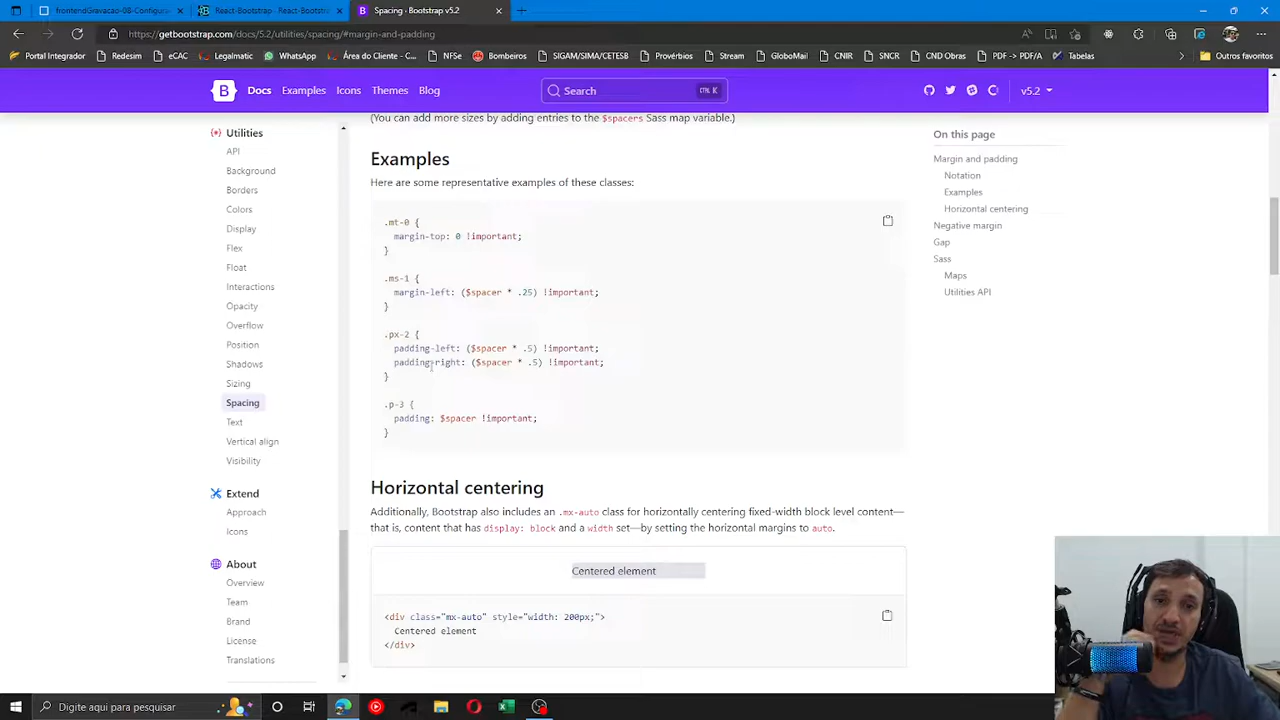 frontendGravacao-08-Configura
React-Bootstrap · React-Bootstra
Spacing · Bootstrap v5.2
https://getbootstrap.com/docs/5.2/utilities/spacing/#margin-and-padding
Portal Integrador
Redesim
eCAC
Legalmatic
WhatsApp
Área do Cliente - C...
NFSe
Bombeiros
SIGAM/SIMA/CETESB
Provérbios
Stream
GloboMail
CNIR
SNCR
CND Obras
PDF -> PDF/A
Tabelas
Outros favoritos
B
Docs
Examples
Icons
Themes
Blog
Search
CTRL K
v5.2
Utilities
API
Background
Borders
Colors
Display
Flex
Float
Interactions
Opacity
Overflow
Position
Shadows
Sizing
Spacing
Text
Vertical align
Visibility
Extend
Approach
Icons
About
Overview
Team
Brand
License
Translations
(You can add more sizes by adding entries to the $spacers Sass map variable.)
Examples
Here are some representative examples of these classes:
.mt-0 {
margin-top: 0 !important;
}
.ms-1 {
margin-left: ($spacer * .25) !important;
}
.px-2 {
padding-left: ($spacer * .5) !important;
padding-right: ($spacer * .5) !important;
}
.p-3 {
padding: $spacer !important;
}
Horizontal centering
Additionally, Bootstrap also includes an .mx-auto class for horizontally centering fixed-width block level content—
that is, content that has display: block and a width set—by setting the horizontal margins to auto.
Centered element
<div class="mx-auto" style="width: 200px;">
Centered element
</div>
On this page
Margin and padding
Notation
Examples
Horizontal centering
Negative margin
Gap
Sass
Maps
Utilities API
Digite aqui para pesquisar